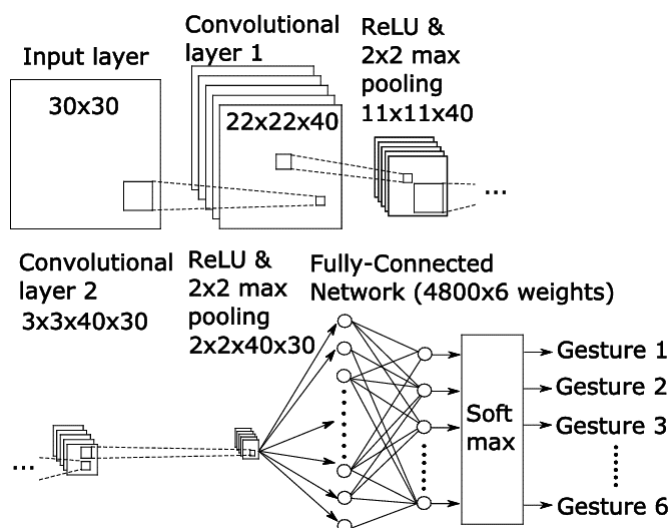 Input layer
30x30
Convolutional
layer 1
22x22x40
ReLU &
2x2 max
pooling
11x11x40
...
Convolutional
layer 2
3x3x40x30
ReLU &
2x2 max
pooling
2x2x40x30
Fully-Connected
Network (4800x6 weights)
...
Soft
max
Gesture 1
Gesture 2
Gesture 3
Gesture 6